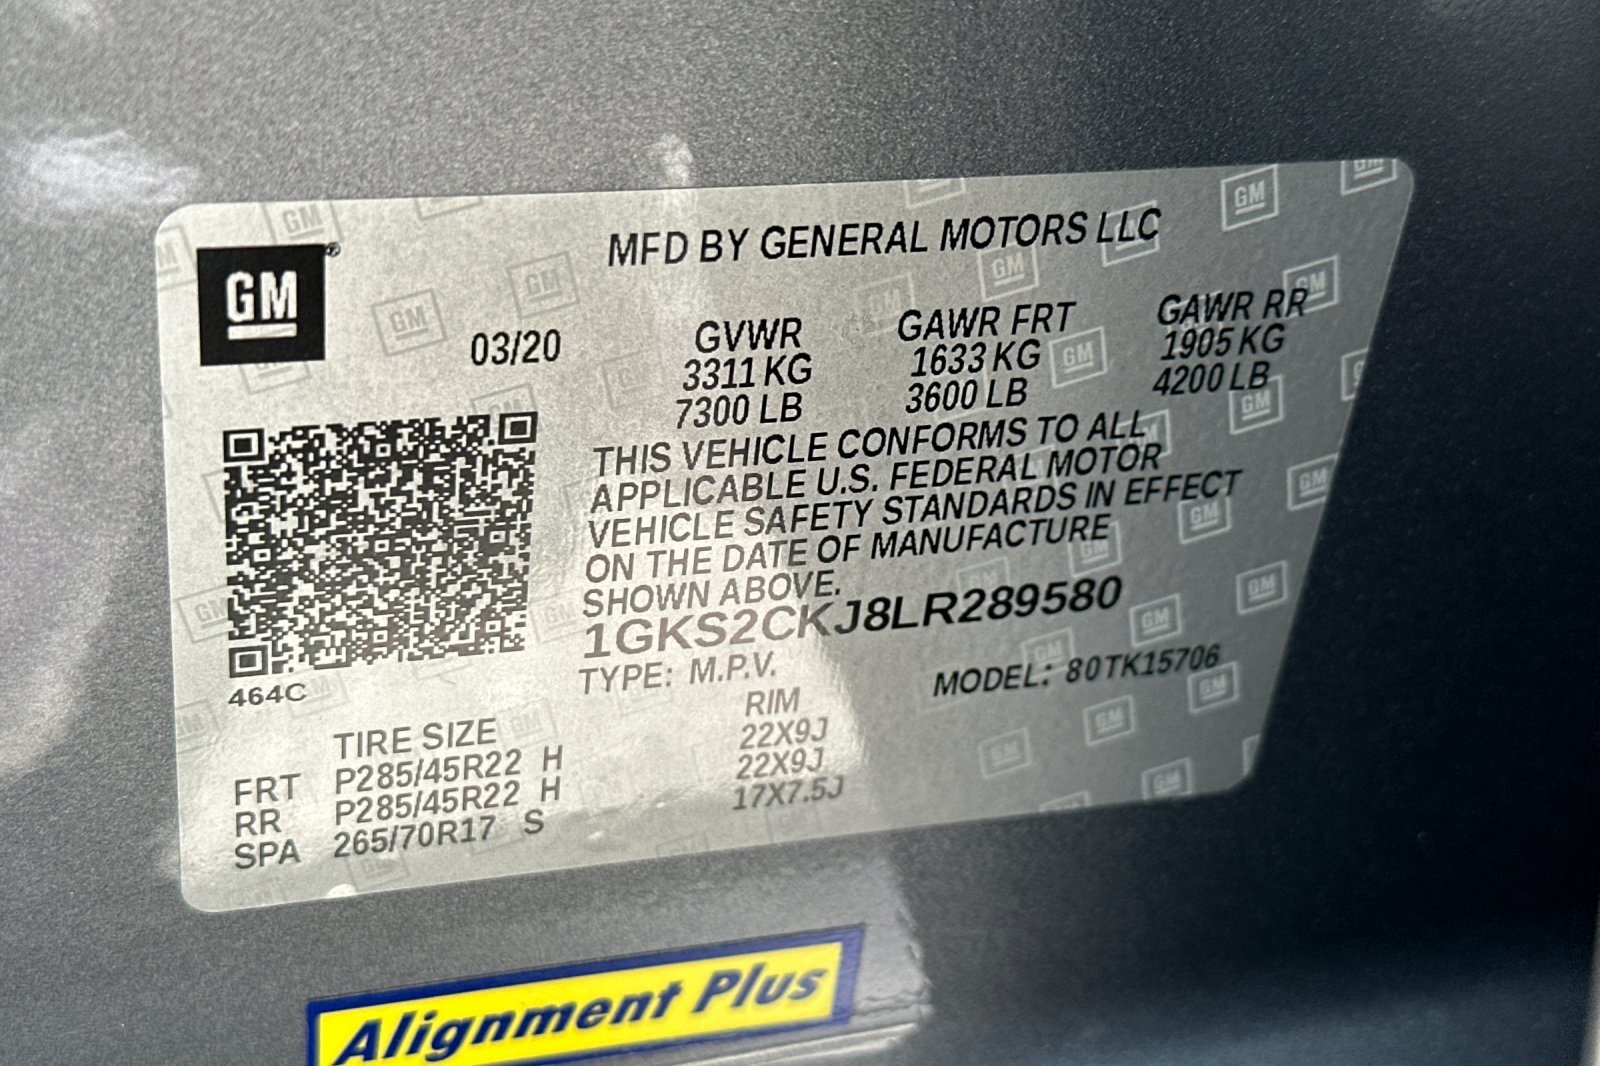 GM
MFD BY GENERAL MOTORS LLC
03/20
GVWR GAWR FRT GAWR RR
3311 KG 1633 KG 1905 KG
7300 LB 3600 LB 4200 LB
THIS VEHICLE CONFORMS TO ALL
APPLICABLE U.S. FEDERAL MOTOR
VEHICLE SAFETY STANDARDS IN EFFECT
ON THE DATE OF MANUFACTURE
SHOWN ABOVE.
1GKS2CKJ8LR289580
TYPE: M.P.V. MODEL: 80TK15706
464C
TIRE SIZE RIM
FRT P285/45R22 H 22X9J
RR P285/45R22 H 22X9J
SPA 265/70R17 S 17X7.5J
Alignment Plus